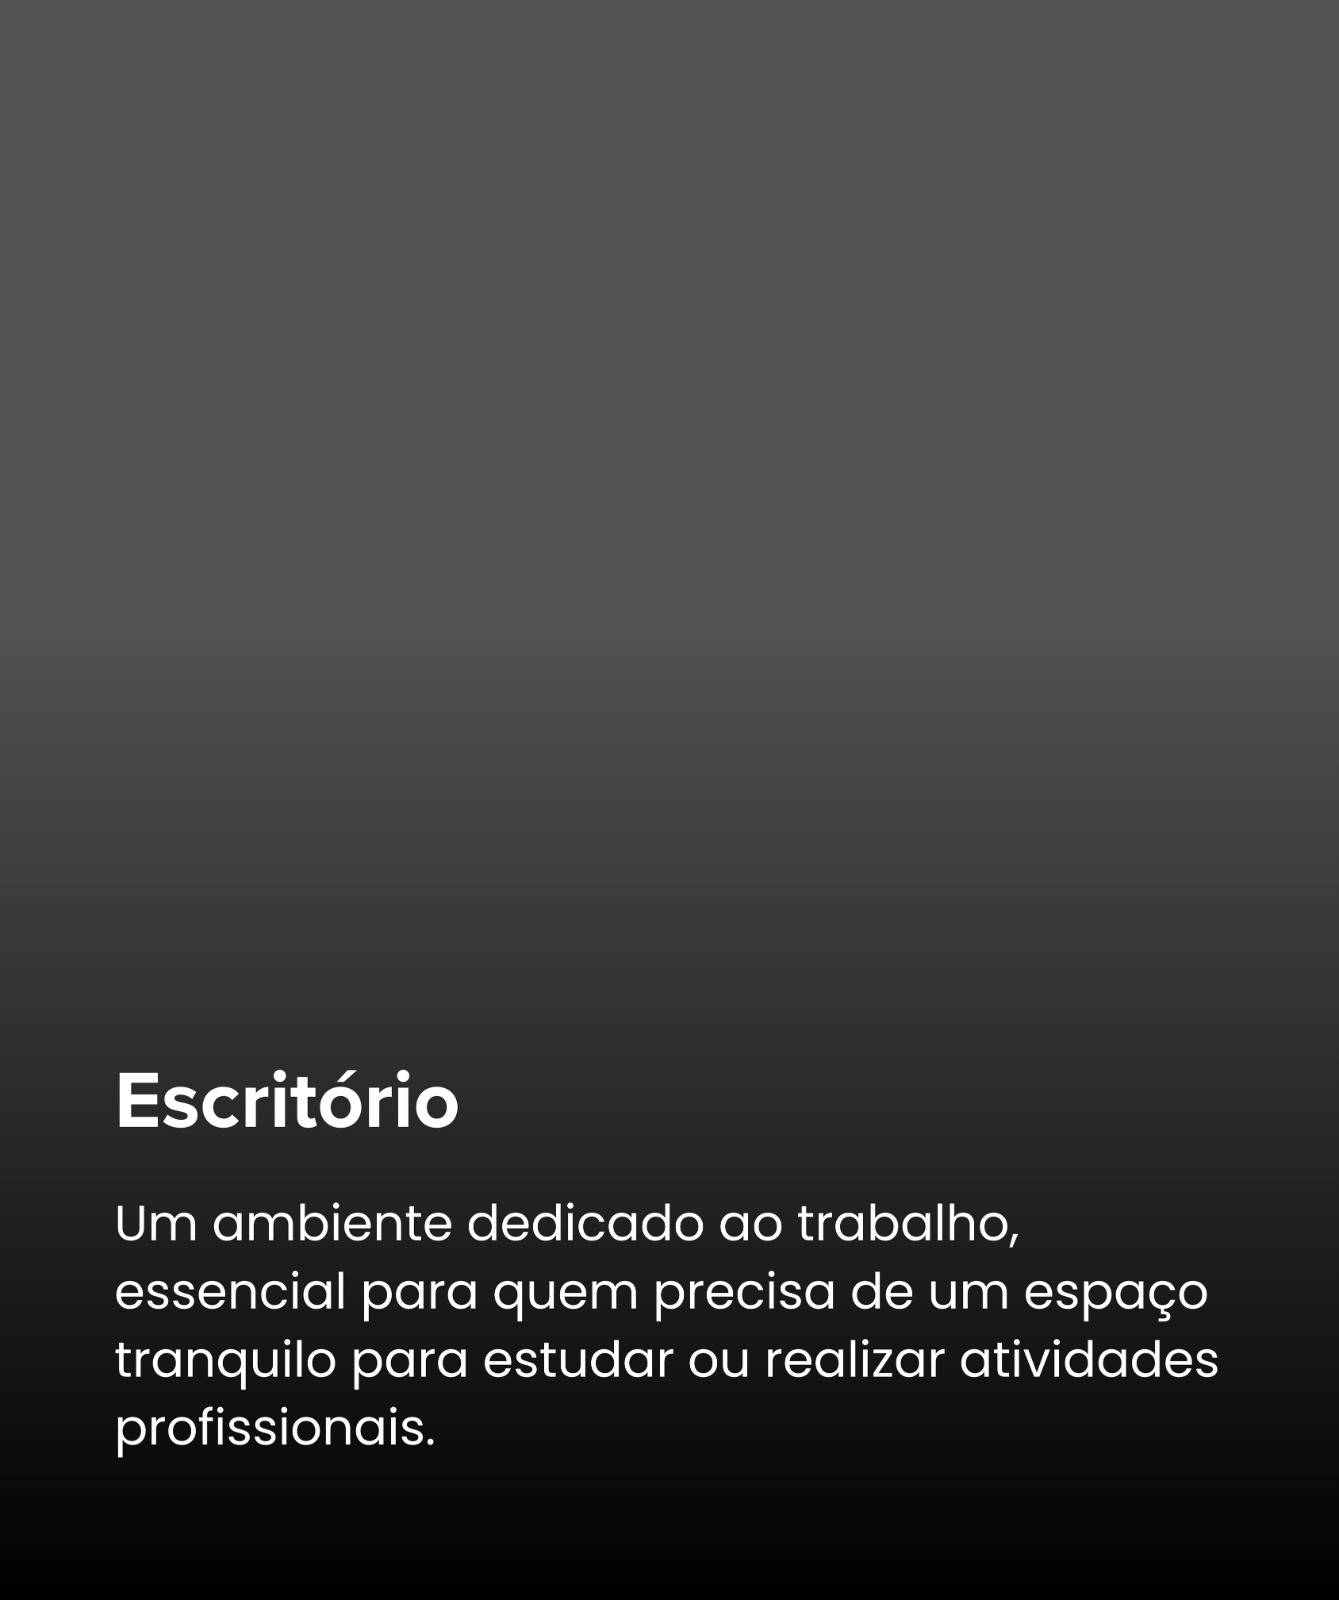 Escritório
Um ambiente dedicado ao trabalho,
essencial para quem precisa de um espaço
tranquilo para estudar ou realizar atividades
profissionais.